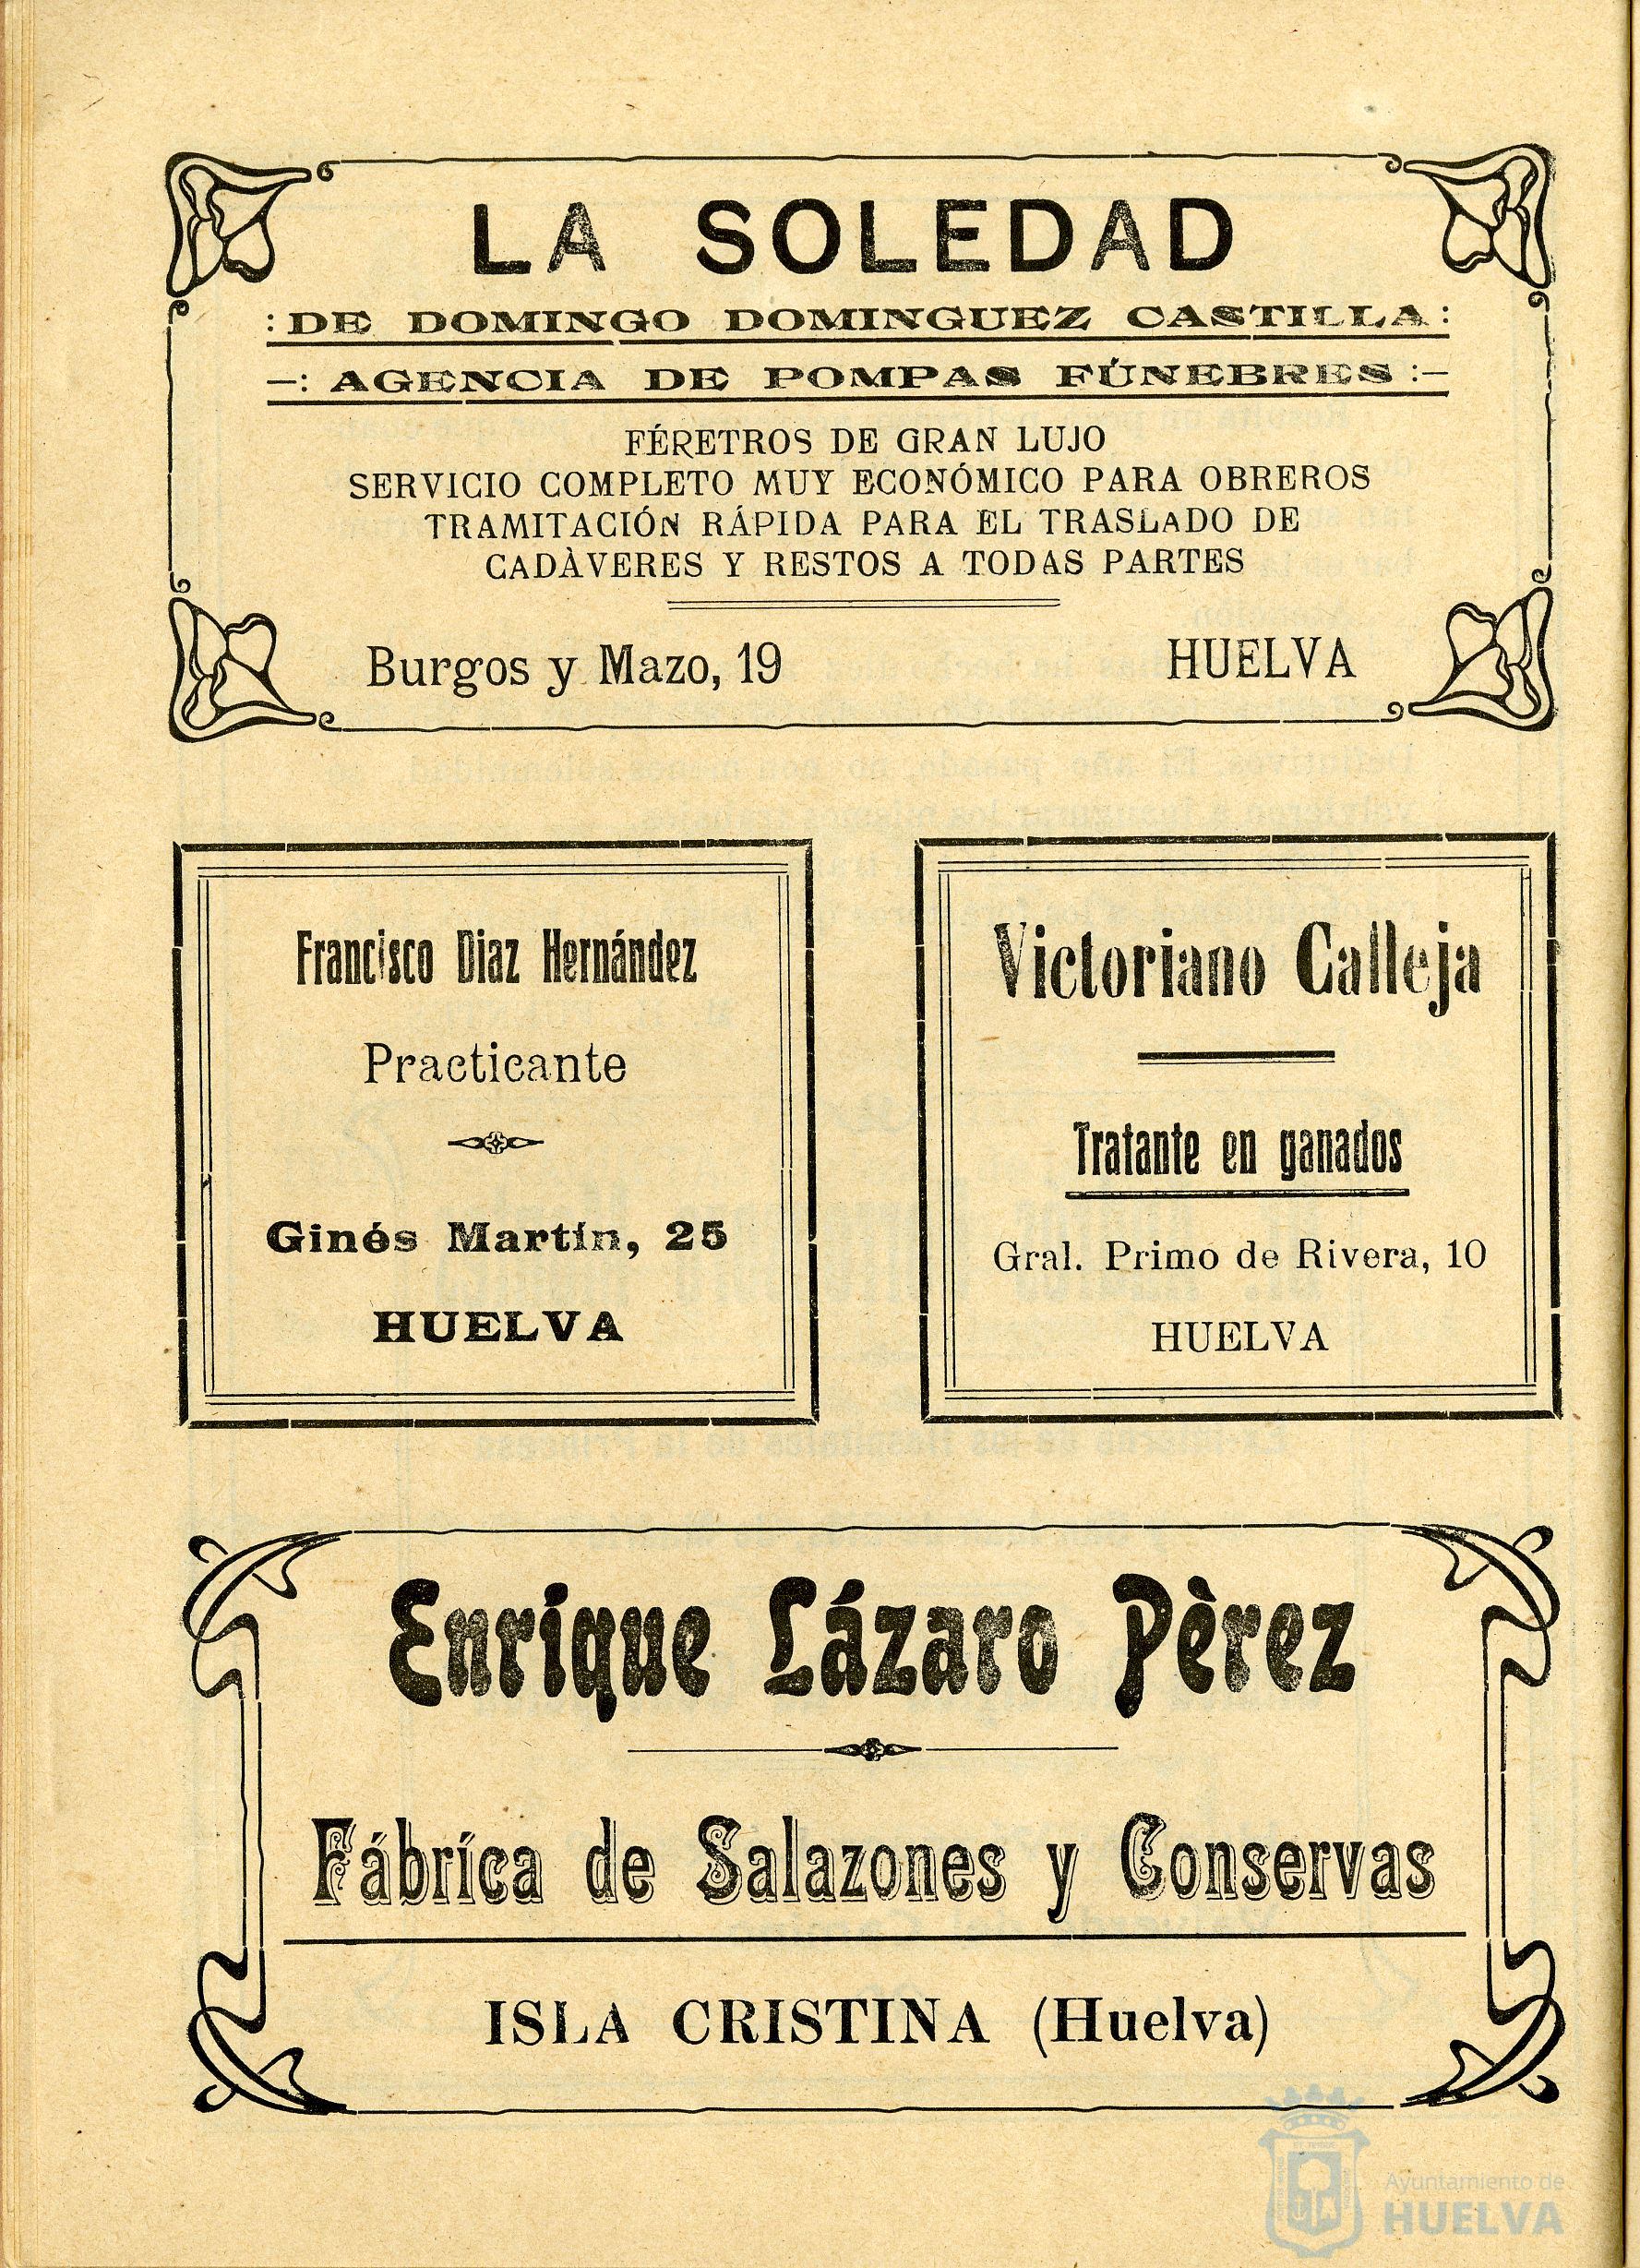 LA SOLEDAD
: DE DOMINGO DOMINGUEZ CASTILLA :
—: AGENCIA DE POMPAS FÚNEBRES :—
FÉRETROS DE GRAN LUJO
SERVICIO COMPLETO MUY ECONÓMICO PARA OBREROS
TRAMITACIÓN RÁPIDA PARA EL TRASLADO DE
CADÀVERES Y RESTOS A TODAS PARTES
Burgos y Mazo, 19 HUELVA
Francisco Diaz Hernández
Practicante
Ginés Martín, 25
HUELVA
Victoriano Calleja
Tratante en ganados
Gral. Primo de Rivera, 10
HUELVA
Enrique Lázaro Pèrez
Fábrica de Salazones y Conservas
ISLA CRISTINA (Huelva)
Ayuntamiento de
HUELVA